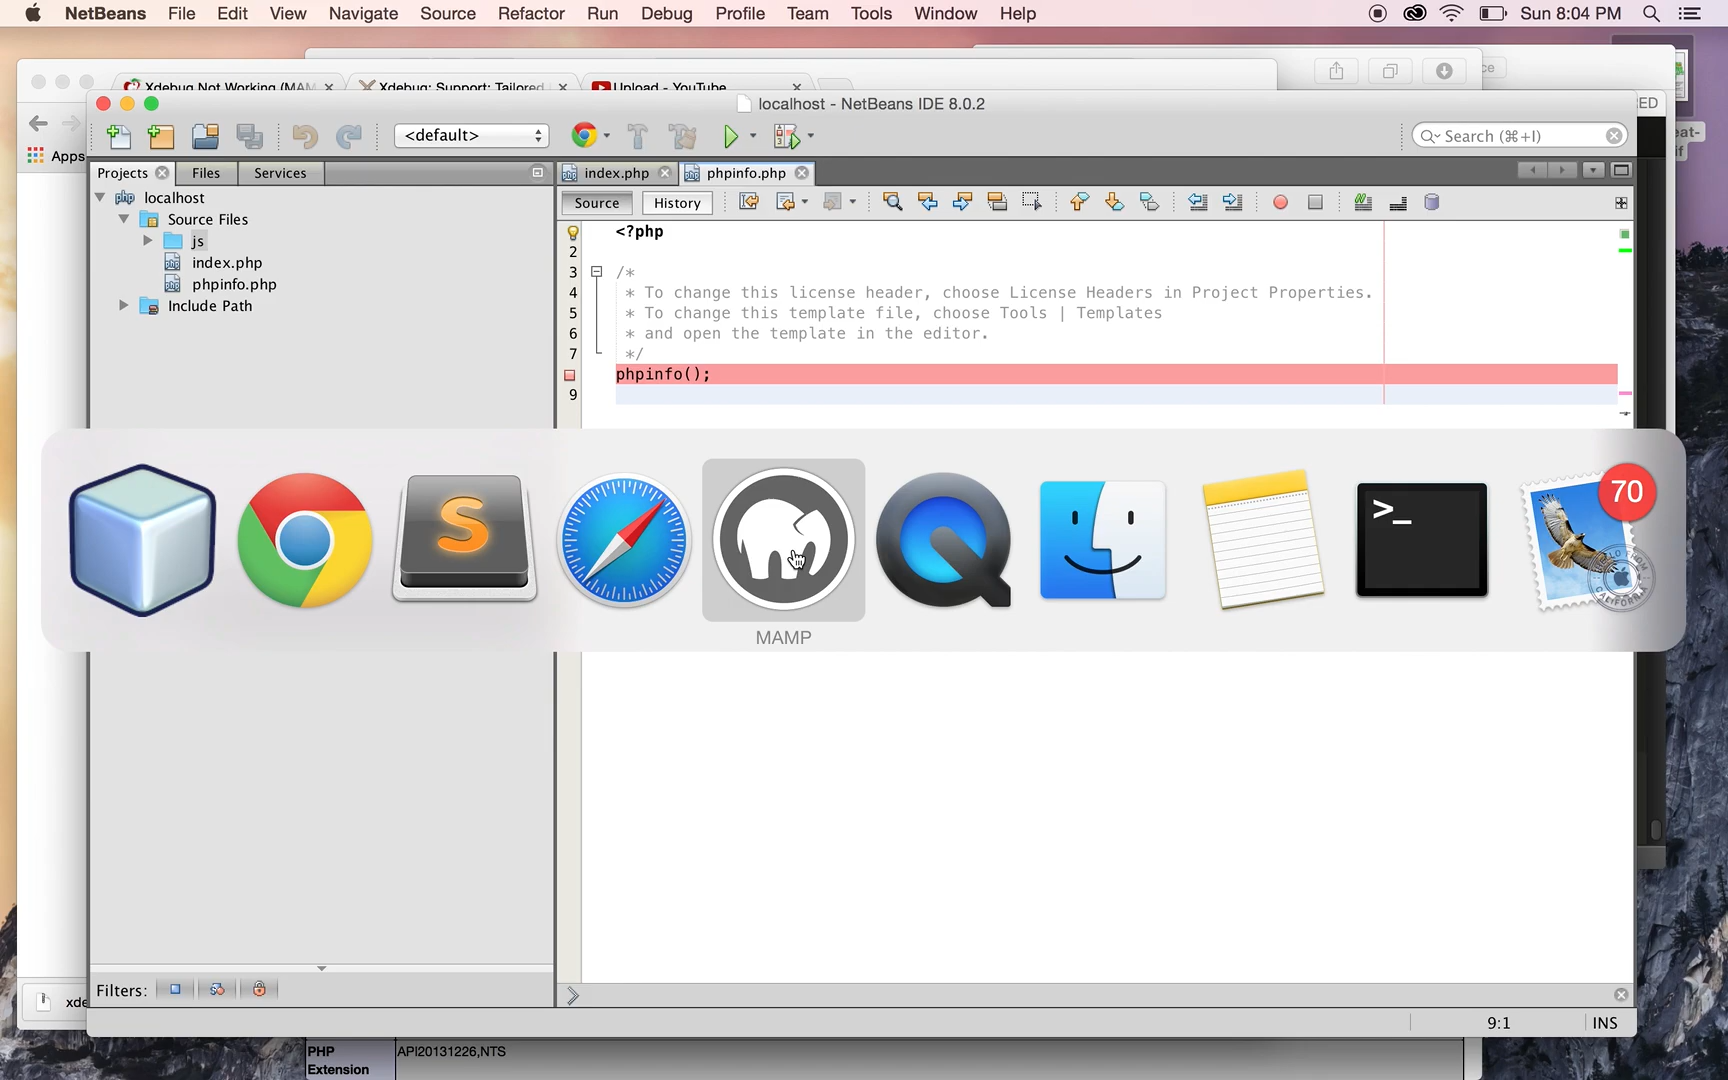 NetBeans File Edit View Navigate Source Refactor Run Debug Profile Team Tools Window Help Sun 8:04 PM
Xdebug Not Working (MAM
Xdebug: Support; Tailored
Upload - YouTube
Apps
localhost - NetBeans IDE 8.0.2
<default>
Search (⌘+I)
Projects Files Services
index.php
phpinfo.php
Source History
localhost
Source Files
js
index.php
phpinfo.php
Include Path
<?php
2
3 /*
4 * To change this license header, choose License Headers in Project Properties.
5 * To change this template file, choose Tools | Templates
6 * and open the template in the editor.
7 */
phpinfo();
9
S
>_
70
HELLO FROM
CALIFORNIA
MAMP
Filters:
xde
9:1 INS
PHP API20131226,NTS
Extension